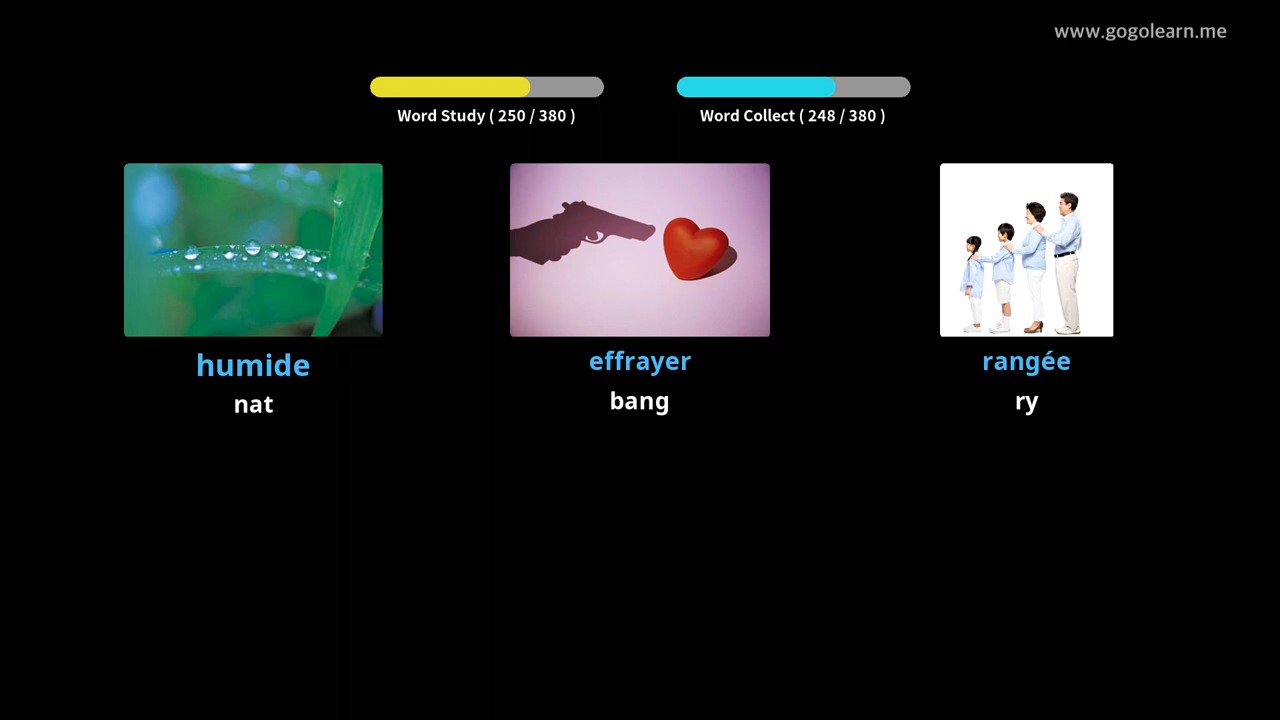 www.gogolearn.me
Word Study ( 250 / 380 )
Word Collect ( 248 / 380 )
humide
effrayer
rangée
nat
bang
ry